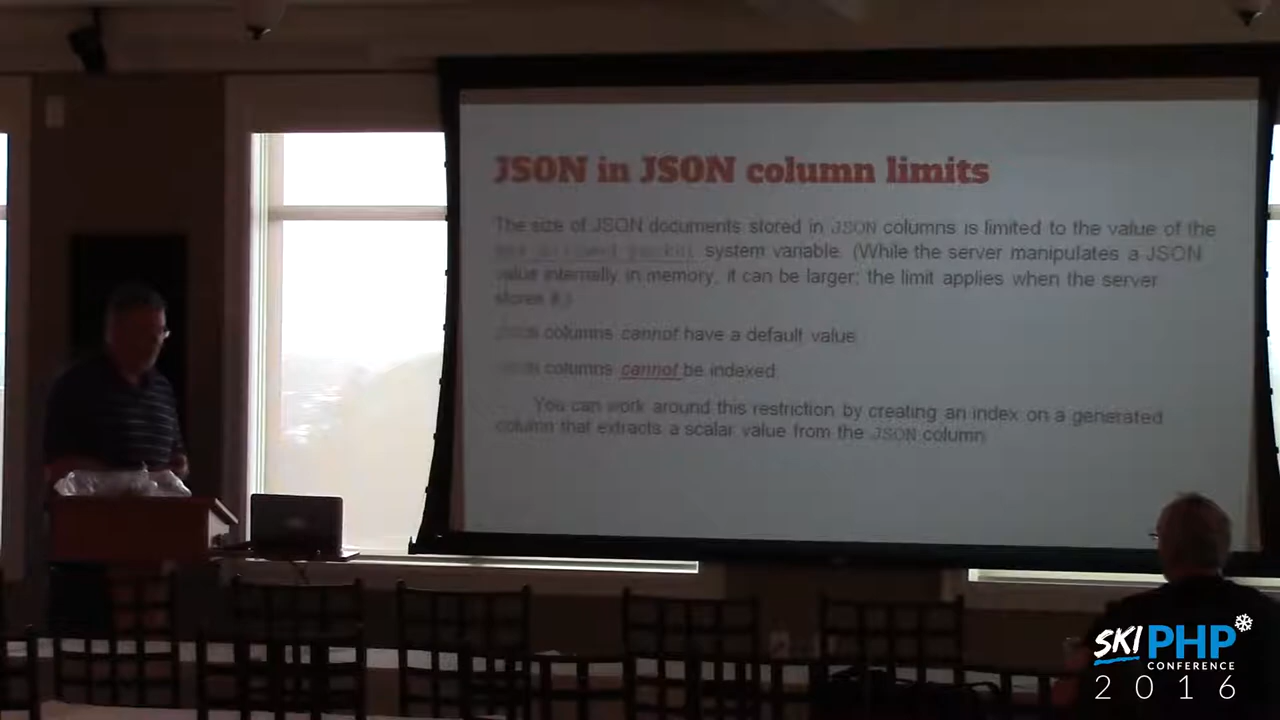 JSON in JSON column limits
The size of JSON documents stored in JSON columns is limited to the value of the
max_allowed_packet system variable. (While the server manipulates a JSON
value internally in memory, it can be larger; the limit applies when the server
stores it.)
JSON columns cannot have a default value
JSON columns cannot be indexed
You can work around this restriction by creating an index on a generated
column that extracts a scalar value from the JSON column
SKI PHP
CONFERENCE
2016